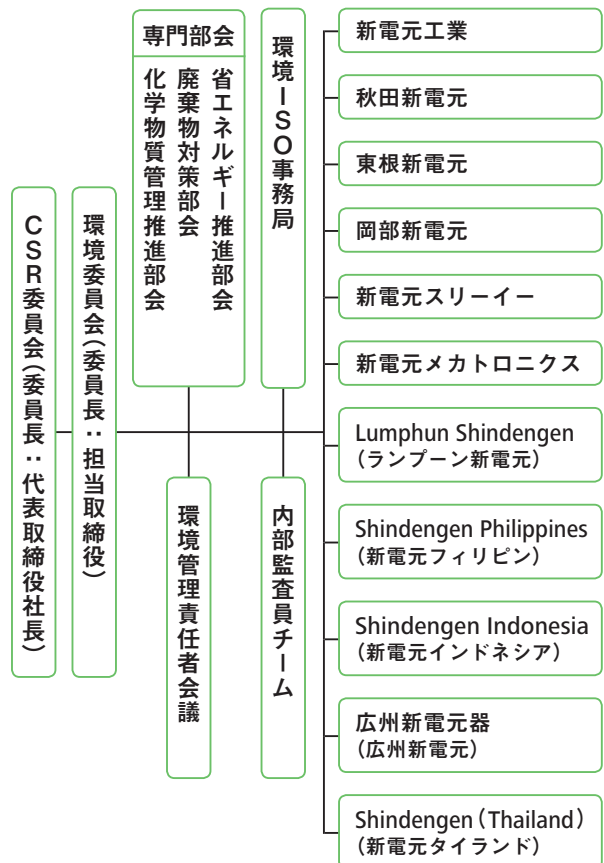 CSR委員会（委員長：代表取締役社長）
環境委員会（委員長：担当取締役）
専門部会
省エネルギー推進部会
廃棄物対策部会
化学物質管理推進部会
環境ISO事務局
環境管理責任者会議
内部監査員チーム
新電元工業
秋田新電元
東根新電元
岡部新電元
新電元スリーイー
新電元メカトロニクス
Lumphun Shindengen
（ランプーン新電元）
Shindengen Philippines
（新電元フィリピン）
Shindengen Indonesia
（新電元インドネシア）
広州新電元器
（広州新電元）
Shindengen（Thailand）
（新電元タイランド）